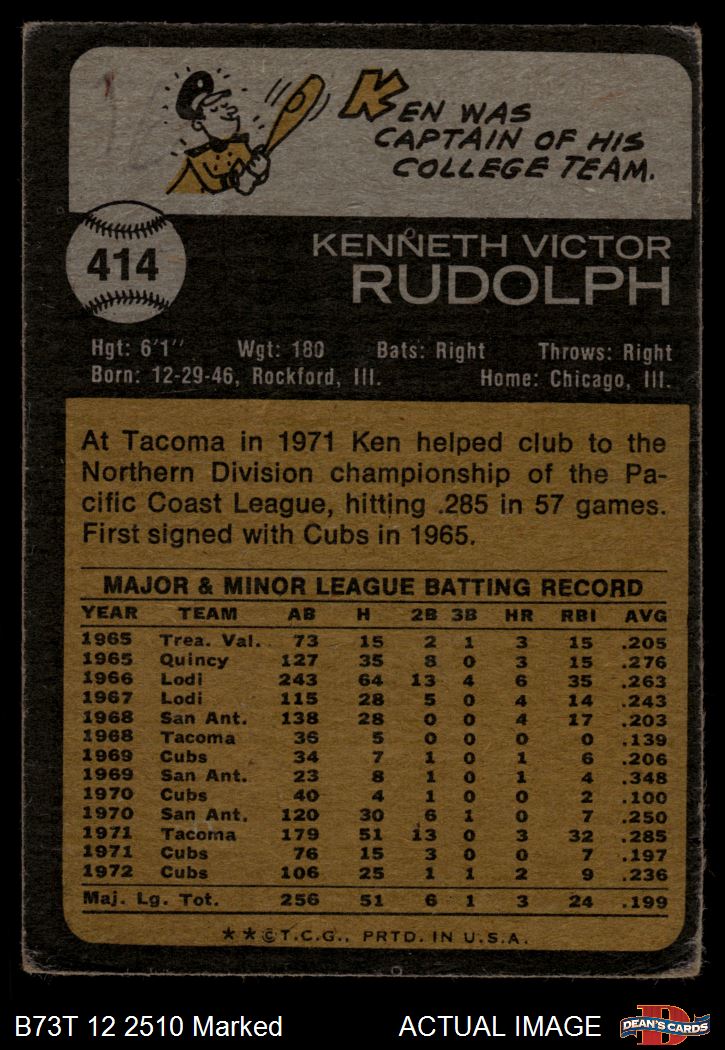 KEN WAS
CAPTAIN OF HIS
COLLEGE TEAM.
414
KENNETH VICTOR
RUDOLPH
Hgt: 6'1" Wgt: 180 Bats: Right Throws: Right
Born: 12-29-46, Rockford, Ill. Home: Chicago, Ill.
At Tacoma in 1971 Ken helped club to the
Northern Division championship of the Pa-
cific Coast League, hitting .285 in 57 games.
First signed with Cubs in 1965.
MAJOR & MINOR LEAGUE BATTING RECORD
YEAR TEAM AB H 2B 3B HR RBI AVG
1965 Trea. Val. 73 15 2 1 3 15 .205
1965 Quincy 127 35 8 0 3 15 .276
1966 Lodi 243 64 13 4 6 35 .263
1967 Lodi 115 28 5 0 4 14 .243
1968 San Ant. 138 28 0 0 4 17 .203
1968 Tacoma 36 5 0 0 0 0 .139
1969 Cubs 34 7 1 0 1 6 .206
1969 San Ant. 23 8 1 0 1 4 .348
1970 Cubs 40 4 1 0 0 2 .100
1970 San Ant. 120 30 6 1 0 7 .250
1971 Tacoma 179 51 13 0 3 32 .285
1971 Cubs 76 15 3 0 0 7 .197
1972 Cubs 106 25 1 1 2 9 .236
Maj. Lg. Tot. 256 51 6 1 3 24 .199
**©T.C.G., PRTD. IN U.S.A.
B73T 12 2510 Marked ACTUAL IMAGE
DEAN'S CARDS